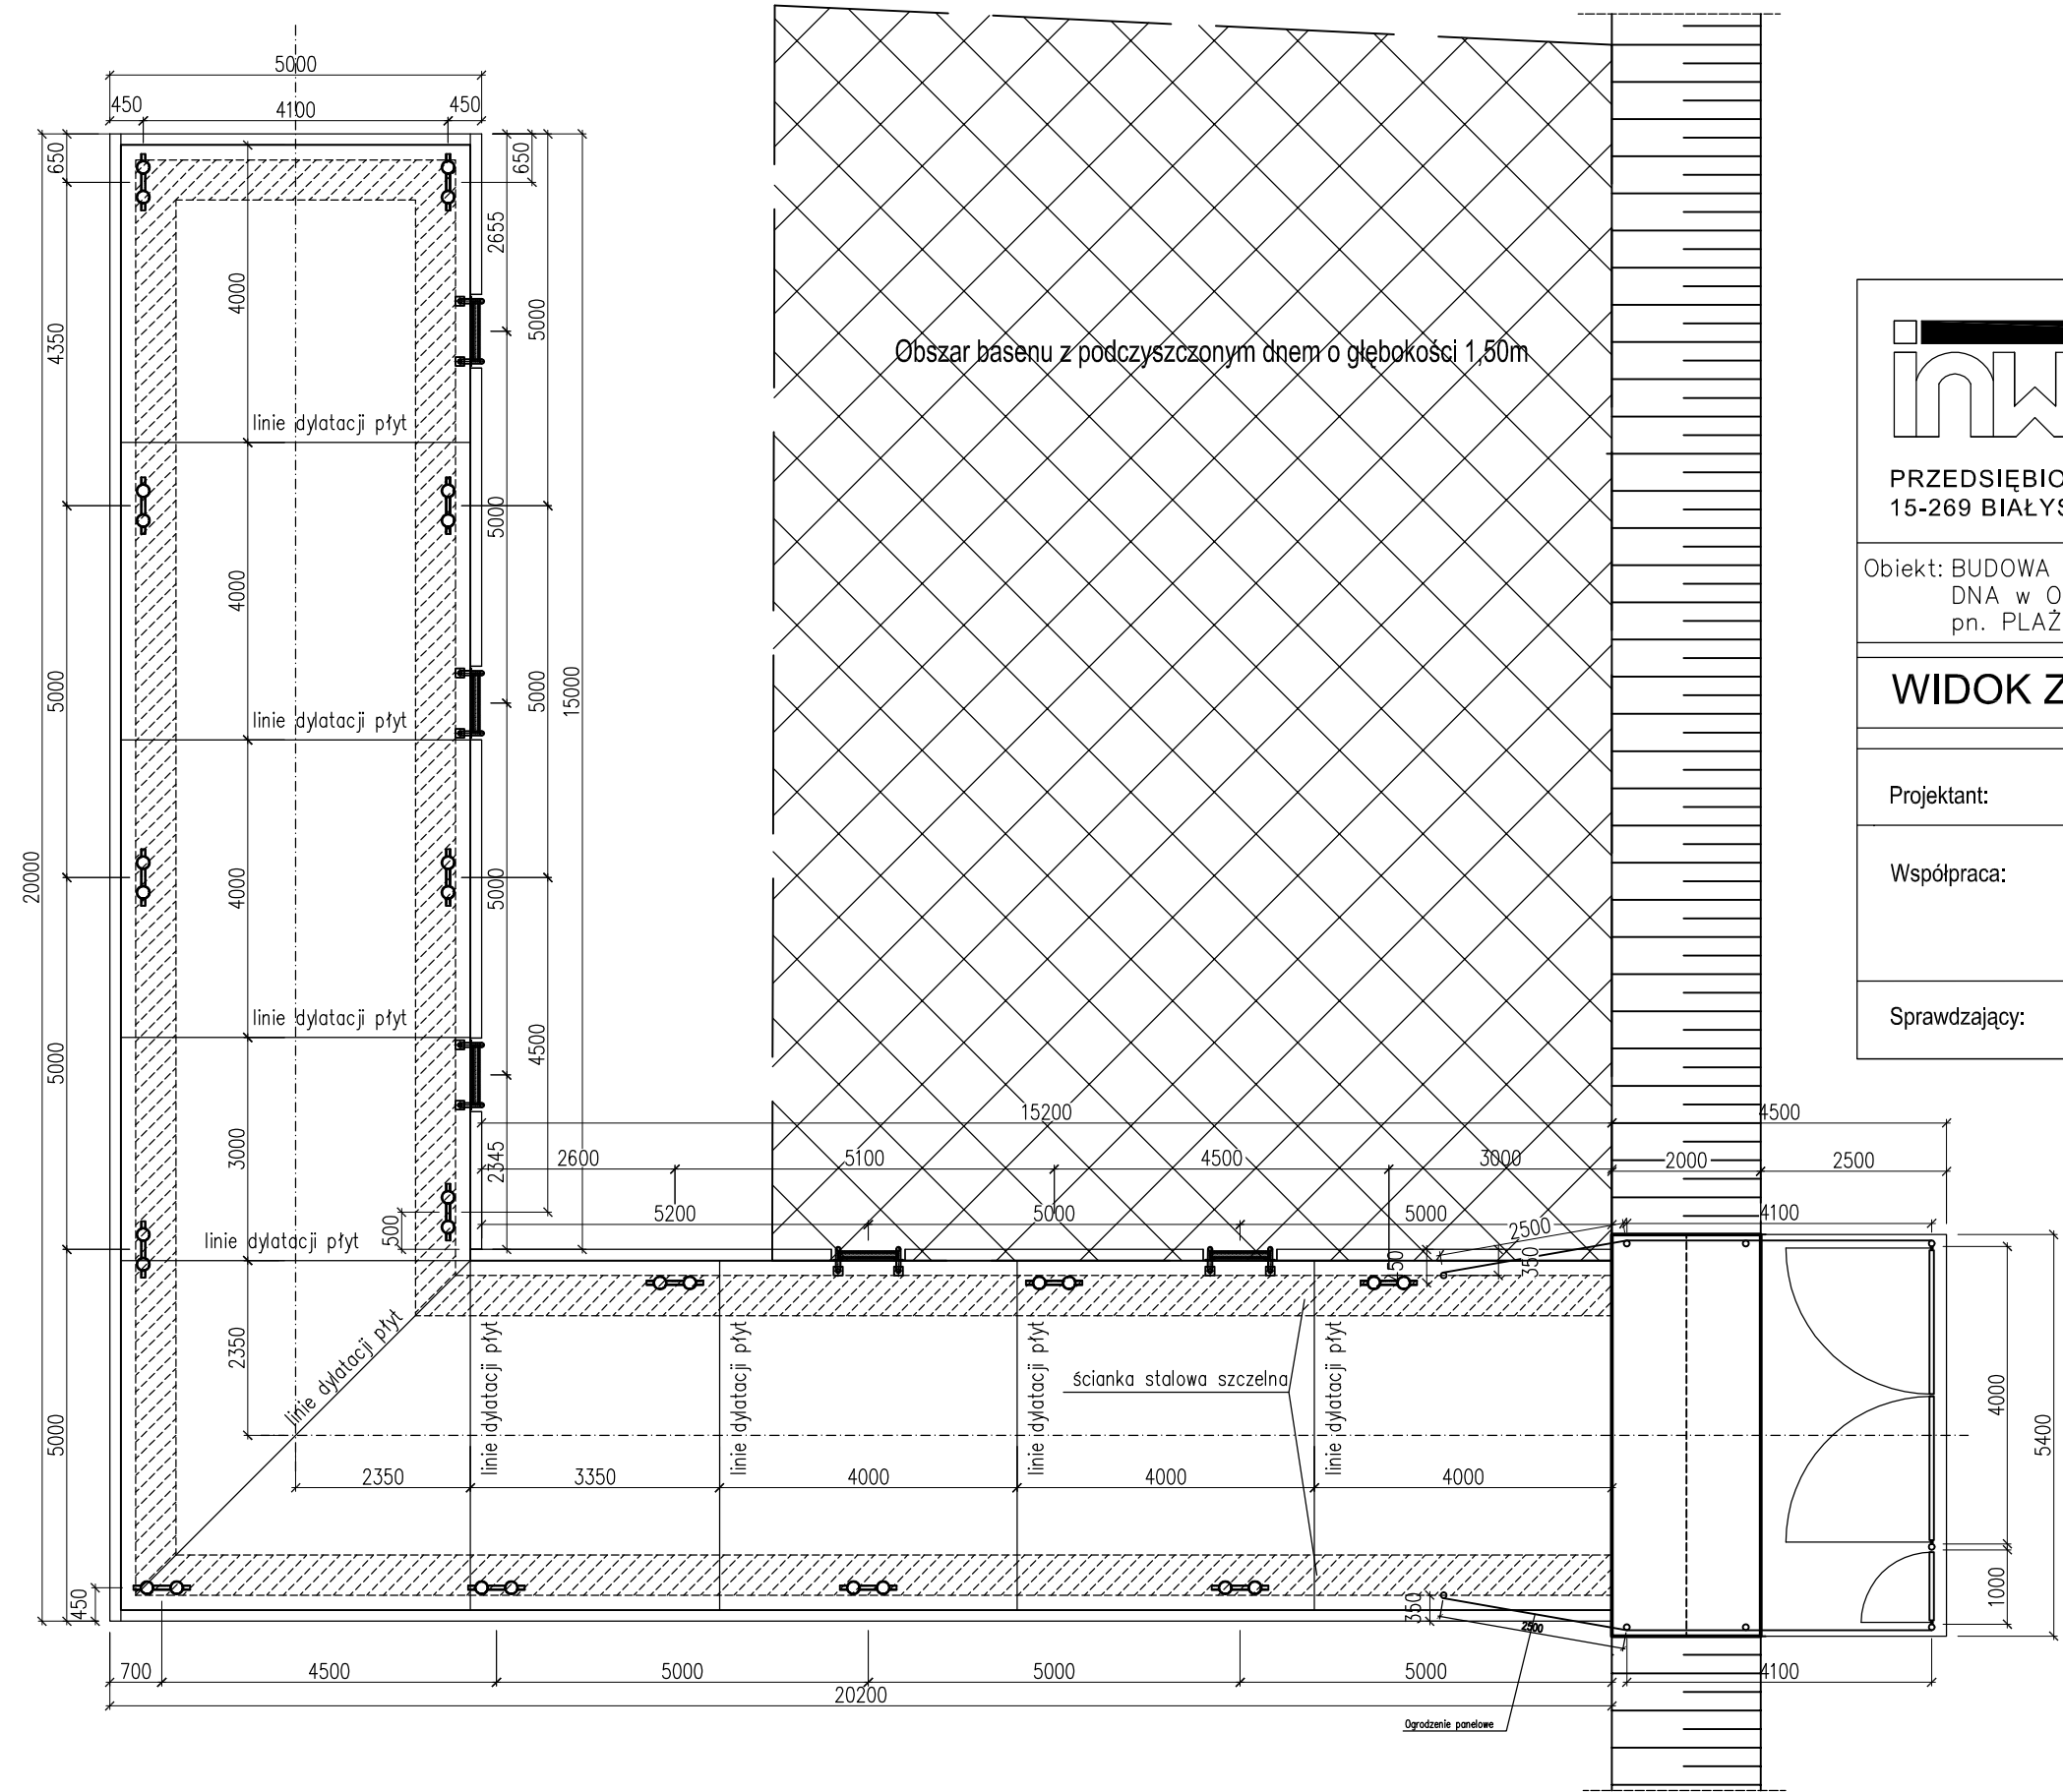 5000
450
4100
450
650
650
2655
4000
5000
4350
Obszar basenu z podczyszczonym dnem o głębokości 1,50m
inw
linie dylatacji płyt
PRZEDSIĘBIO
15-269 BIAŁYS
5000
4000
Obiekt: BUDOWA
DNA w O
pn. PLAŻ
5000
5000
15000
WIDOK Z
linie dylatacji płyt
Projektant:
20000
4000
5000
Współpraca:
linie dylatacji płyt
Sprawdzający:
5000
4500
15200
4500
3000
2345
2600
5100
4500
3000
2000
2500
500
5200
5000
5000
2500
4100
linie dylatacji płyt
450
350
2350
linie dylatacji płyt
linie dylatacji płyt
linie dylatacji płyt
linie dylatacji płyt
linie dylatacji płyt
ścianka stalowa szczelna
4000
5400
5000
2350
3350
4000
4000
4000
450
350
2500
1000
700
4500
5000
5000
5000
4100
20200
Ogrodzenie panelowe